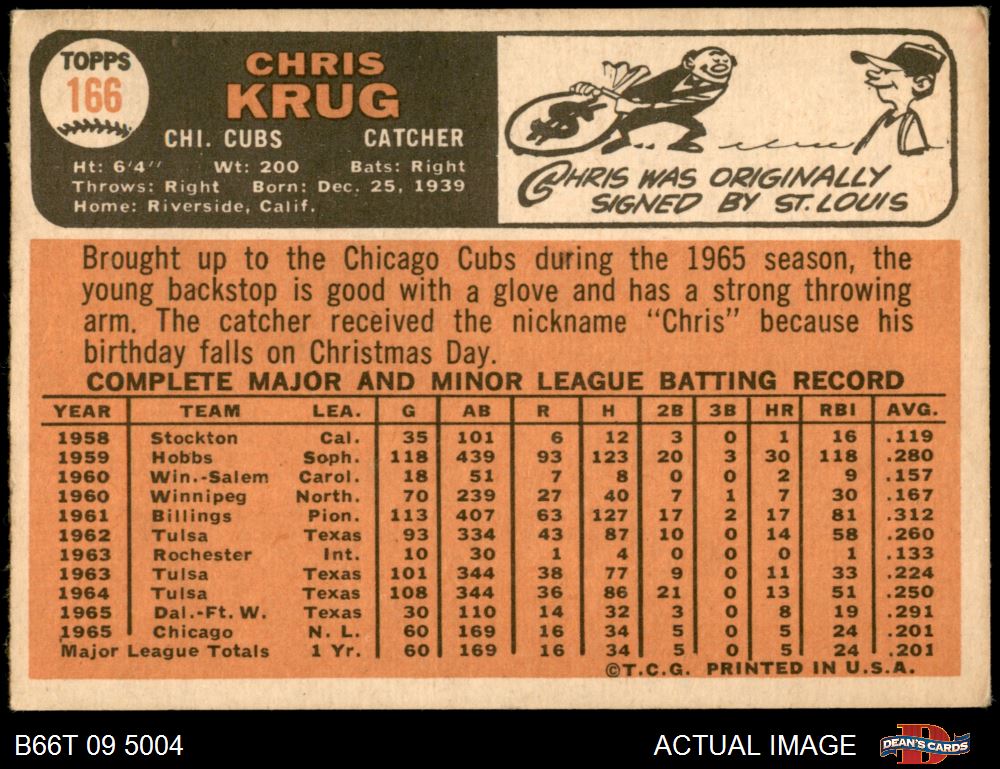 TOPPS
166
CHRIS
KRUG
CHI. CUBS CATCHER
Ht: 6'4" Wt: 200 Bats: Right
Throws: Right Born: Dec. 25, 1939
Home: Riverside, Calif.
$
CHRIS WAS ORIGINALLY
SIGNED BY ST. LOUIS
Brought up to the Chicago Cubs during the 1965 season, the
young backstop is good with a glove and has a strong throwing
arm. The catcher received the nickname "Chris" because his
birthday falls on Christmas Day.
COMPLETE MAJOR AND MINOR LEAGUE BATTING RECORD
YEAR TEAM LEA. G AB R H 2B 3B HR RBI AVG.
1958 Stockton Cal. 35 101 6 12 3 0 1 16 .119
1959 Hobbs Soph. 118 439 93 123 20 3 30 118 .280
1960 Win.-Salem Carol. 18 51 7 8 0 0 2 9 .157
1960 Winnipeg North. 70 239 27 40 7 1 7 30 .167
1961 Billings Pion. 113 407 63 127 17 2 17 81 .312
1962 Tulsa Texas 93 334 43 87 10 0 14 58 .260
1963 Rochester Int. 10 30 1 4 0 0 0 1 .133
1963 Tulsa Texas 101 344 38 77 9 0 11 33 .224
1964 Tulsa Texas 108 344 36 86 21 0 13 51 .250
1965 Dal.-Ft. W. Texas 30 110 14 32 3 0 8 19 .291
1965 Chicago N. L. 60 169 16 34 5 0 5 24 .201
Major League Totals 1 Yr. 60 169 16 34 5 0 5 24 .201
©T.C.G. PRINTED IN U.S.A.
B66T 09 5004 ACTUAL IMAGE
D
DEAN'S CARDS